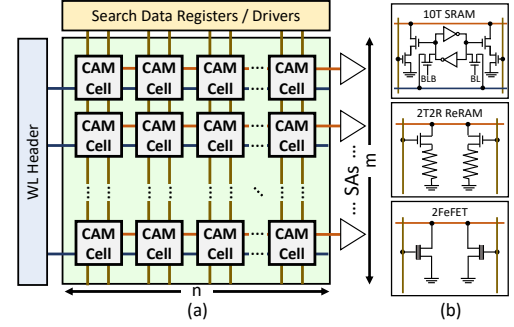 Search Data Registers / Drivers
WL Header
CAM Cell
CAM Cell
CAM Cell
CAM Cell
CAM Cell
CAM Cell
CAM Cell
CAM Cell
CAM Cell
CAM Cell
CAM Cell
CAM Cell
... SAs ...
m
n
(a)
10T SRAM
BLB
BL
2T2R ReRAM
2FeFET
(b)